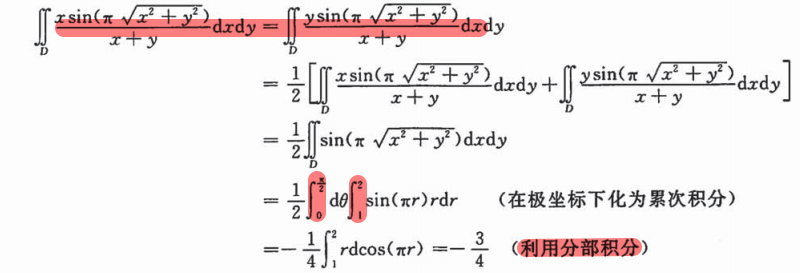 ∬_D x sin(π √(x² + y²)) / (x + y) dxdy = ∬_D y sin(π √(x² + y²)) / (x + y) dxdy
= 1/2 [∬_D x sin(π √(x² + y²)) / (x + y) dxdy + ∬_D y sin(π √(x² + y²)) / (x + y) dxdy]
= 1/2 ∬_D sin(π √(x² + y²)) dxdy
= 1/2 ∫_0^{π/2} dθ ∫_1^2 sin(πr) r dr （在极坐标下化为累次积分）
= − 1/4 ∫_1^2 r dcos(πr) = − 3/4 （利用分部积分）